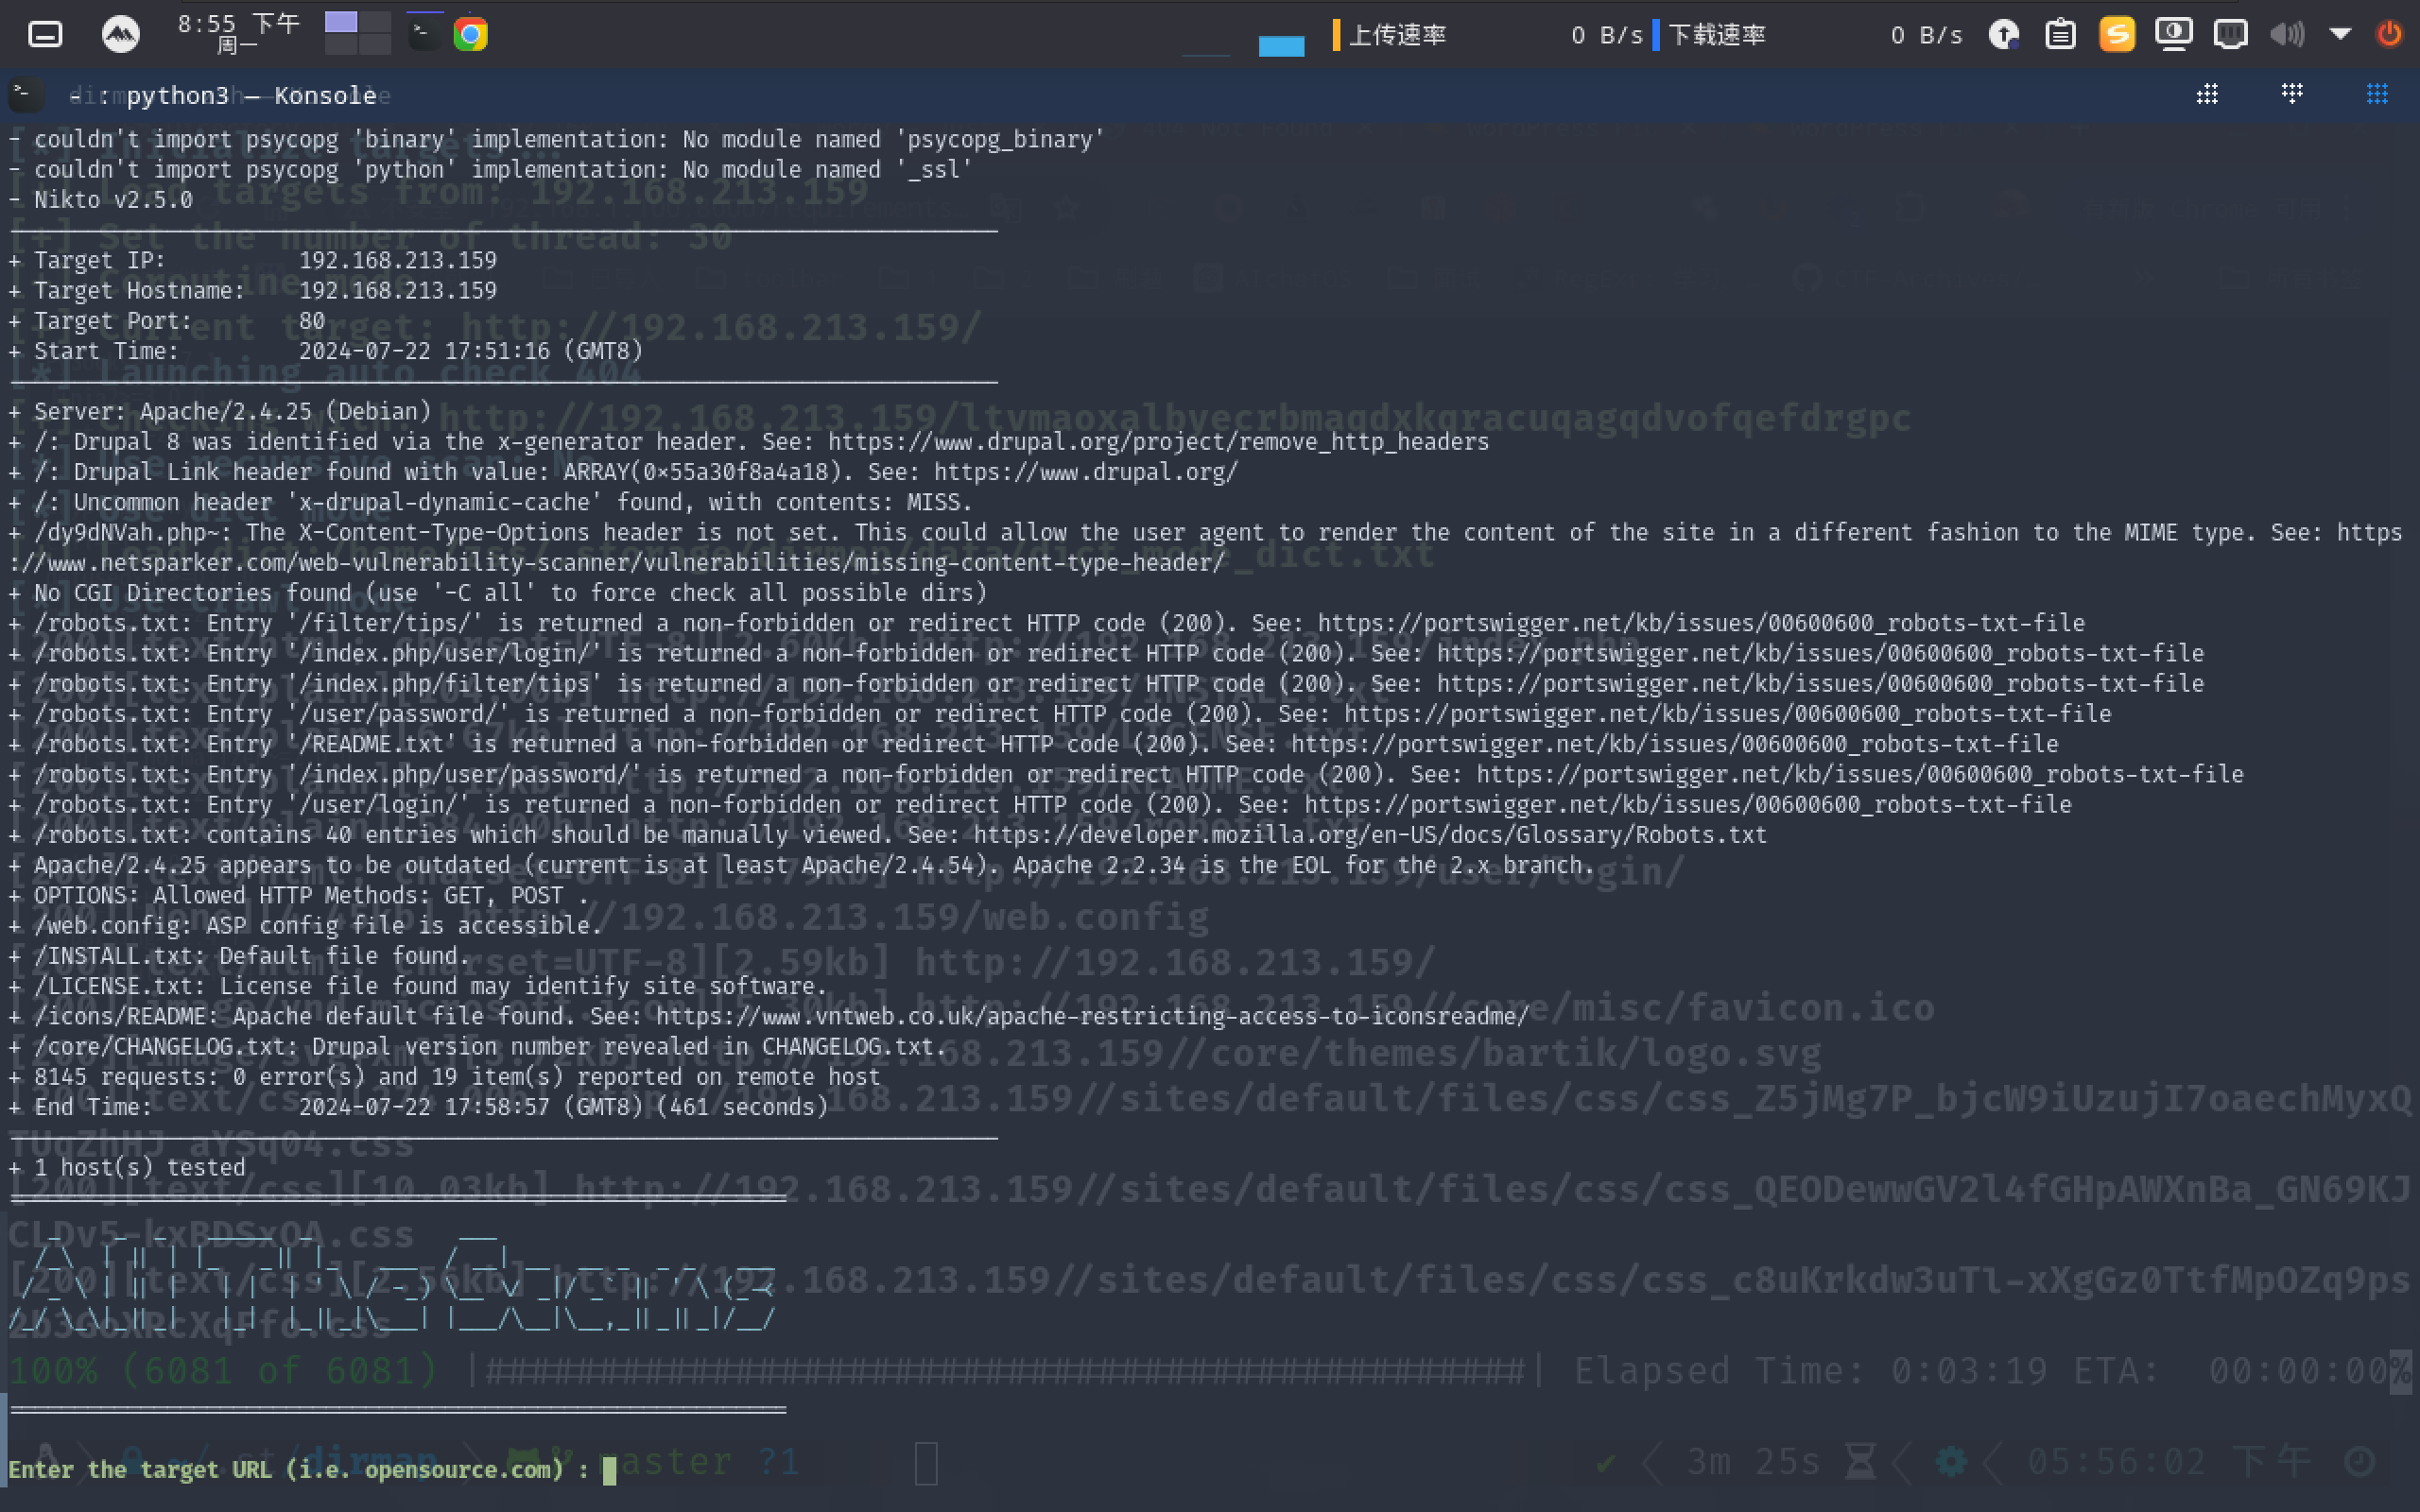 8:55 下午
周一
上传速率 0 B/s 下载速率 0 B/s
- : python3 — Konsole
- couldn't import psycopg 'binary' implementation: No module named 'psycopg_binary'
- couldn't import psycopg 'python' implementation: No module named '_ssl'
- Nikto v2.5.0
+ Target IP: 192.168.213.159
+ Target Hostname: 192.168.213.159
+ Target Port: 80
+ Start Time: 2024-07-22 17:51:16 (GMT8)
+ Server: Apache/2.4.25 (Debian)
+ /: Drupal 8 was identified via the x-generator header. See: https://www.drupal.org/project/remove_http_headers
+ /: Drupal Link header found with value: ARRAY(0×55a30f8a4a18). See: https://www.drupal.org/
+ /: Uncommon header 'x-drupal-dynamic-cache' found, with contents: MISS.
+ /dy9dNVah.php~: The X-Content-Type-Options header is not set. This could allow the user agent to render the content of the site in a different fashion to the MIME type. See: https
://www.netsparker.com/web-vulnerability-scanner/vulnerabilities/missing-content-type-header/
+ No CGI Directories found (use '-C all' to force check all possible dirs)
+ /robots.txt: Entry '/filter/tips/' is returned a non-forbidden or redirect HTTP code (200). See: https://portswigger.net/kb/issues/00600600_robots-txt-file
+ /robots.txt: Entry '/index.php/user/login/' is returned a non-forbidden or redirect HTTP code (200). See: https://portswigger.net/kb/issues/00600600_robots-txt-file
+ /robots.txt: Entry '/index.php/filter/tips' is returned a non-forbidden or redirect HTTP code (200). See: https://portswigger.net/kb/issues/00600600_robots-txt-file
+ /robots.txt: Entry '/user/password/' is returned a non-forbidden or redirect HTTP code (200). See: https://portswigger.net/kb/issues/00600600_robots-txt-file
+ /robots.txt: Entry '/README.txt' is returned a non-forbidden or redirect HTTP code (200). See: https://portswigger.net/kb/issues/00600600_robots-txt-file
+ /robots.txt: Entry '/index.php/user/password/' is returned a non-forbidden or redirect HTTP code (200). See: https://portswigger.net/kb/issues/00600600_robots-txt-file
+ /robots.txt: Entry '/user/login/' is returned a non-forbidden or redirect HTTP code (200). See: https://portswigger.net/kb/issues/00600600_robots-txt-file
+ /robots.txt: contains 40 entries which should be manually viewed. See: https://developer.mozilla.org/en-US/docs/Glossary/Robots.txt
+ Apache/2.4.25 appears to be outdated (current is at least Apache/2.4.54). Apache 2.2.34 is the EOL for the 2.x branch.
+ OPTIONS: Allowed HTTP Methods: GET, POST .
+ /web.config: ASP config file is accessible.
+ /INSTALL.txt: Default file found.
+ /LICENSE.txt: License file found may identify site software.
+ /icons/README: Apache default file found. See: https://www.vntweb.co.uk/apache-restricting-access-to-iconsreadme/
+ /core/CHANGELOG.txt: Drupal version number revealed in CHANGELOG.txt.
+ 8145 requests: 0 error(s) and 19 item(s) reported on remote host
+ End Time: 2024-07-22 17:58:57 (GMT8) (461 seconds)
+ 1 host(s) tested
100% (6081 of 6081) |####| Elapsed Time: 0:03:19 ETA: 00:00:00%
master ?1 3m 25s 05:56:02 下午
Enter the target URL (i.e. opensource.com) :